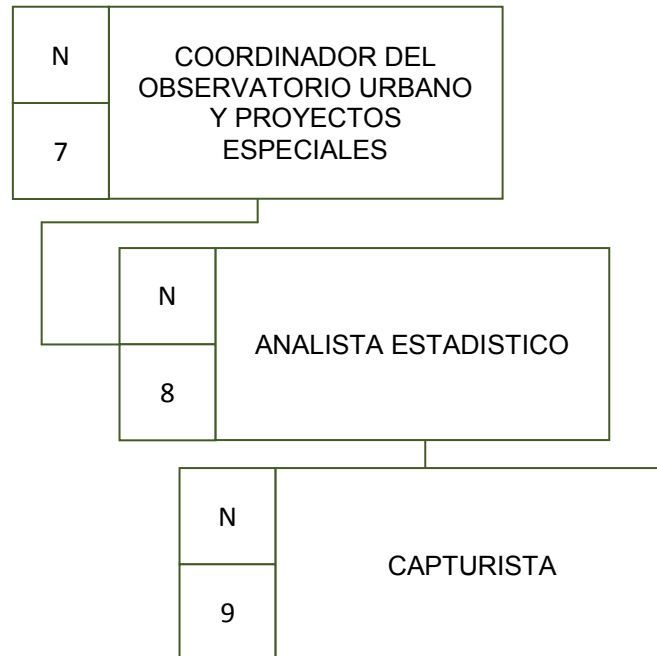 N
7
COORDINADOR DEL
OBSERVATORIO URBANO
Y PROYECTOS
ESPECIALES
N
8
ANALISTA ESTADISTICO
N
9
CAPTURISTA